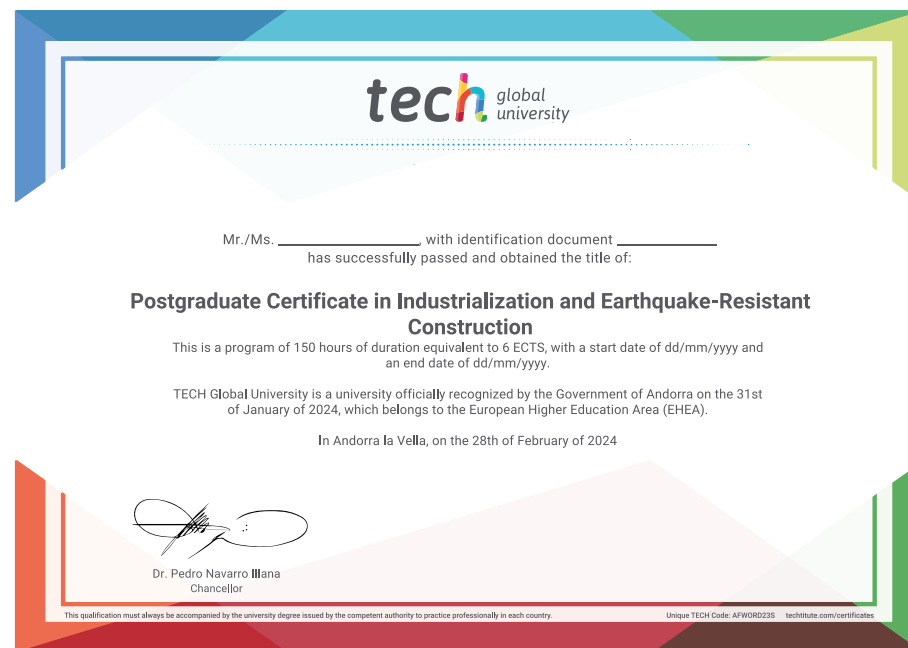 tech global
university
Mr./Ms. ____________, with identification document ____________
has successfully passed and obtained the title of:
Postgraduate Certificate in Industrialization and Earthquake-Resistant
Construction
This is a program of 150 hours of duration equivalent to 6 ECTS, with a start date of dd/mm/yyyy and
an end date of dd/mm/yyyy.
TECH Global University is a university officially recognized by the Government of Andorra on the 31st
of January of 2024, which belongs to the European Higher Education Area (EHEA).
In Andorra la Vella, on the 28th of February of 2024
Dr. Pedro Navarro Illana
Chancellor
This qualification must always be accompanied by the university degree issued by the competent authority to practice professionally in each country. Unique TECH Code: AFWORD23S techtitute.com/certificates